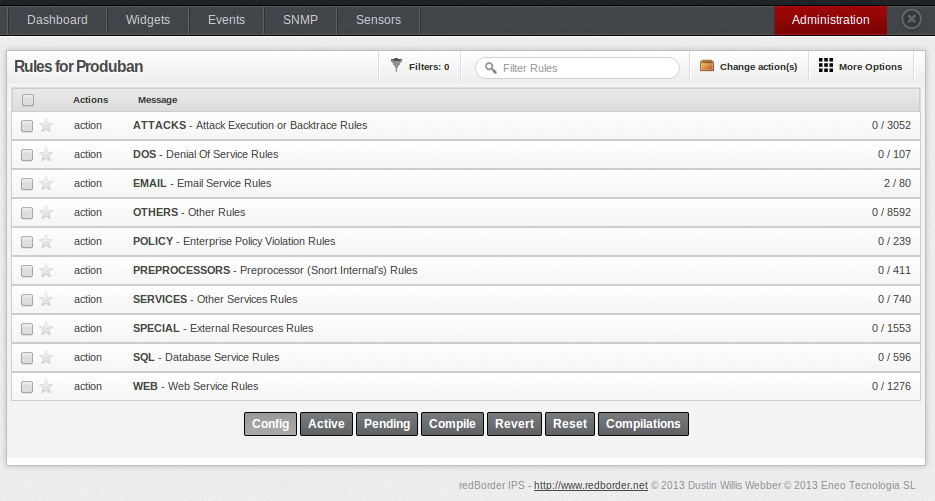 Dashboard Widgets Events SNMP Sensors Administration
Rules for Produban Filters: 0 Filter Rules Change action(s) More Options
Actions Message
action ATTACKS - Attack Execution or Backtrace Rules 0 / 3052
action DOS - Denial Of Service Rules 0 / 107
action EMAIL - Email Service Rules 2 / 80
action OTHERS - Other Rules 0 / 8592
action POLICY - Enterprise Policy Violation Rules 0 / 239
action PREPROCESSORS - Preprocessor (Snort Internal's) Rules 0 / 411
action SERVICES - Other Services Rules 0 / 740
action SPECIAL - External Resources Rules 0 / 1553
action SQL - Database Service Rules 0 / 596
action WEB - Web Service Rules 0 / 1276
Config Active Pending Compile Revert Reset Compilations
redBorder IPS - http://www.redborder.net © 2013 Dustin Willis Webber © 2013 Eneo Tecnologia SL